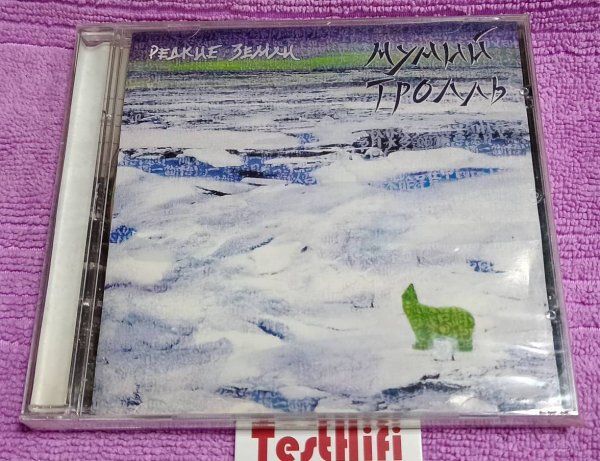 Редкие Земли
Мумий
Тролль
TestHifi